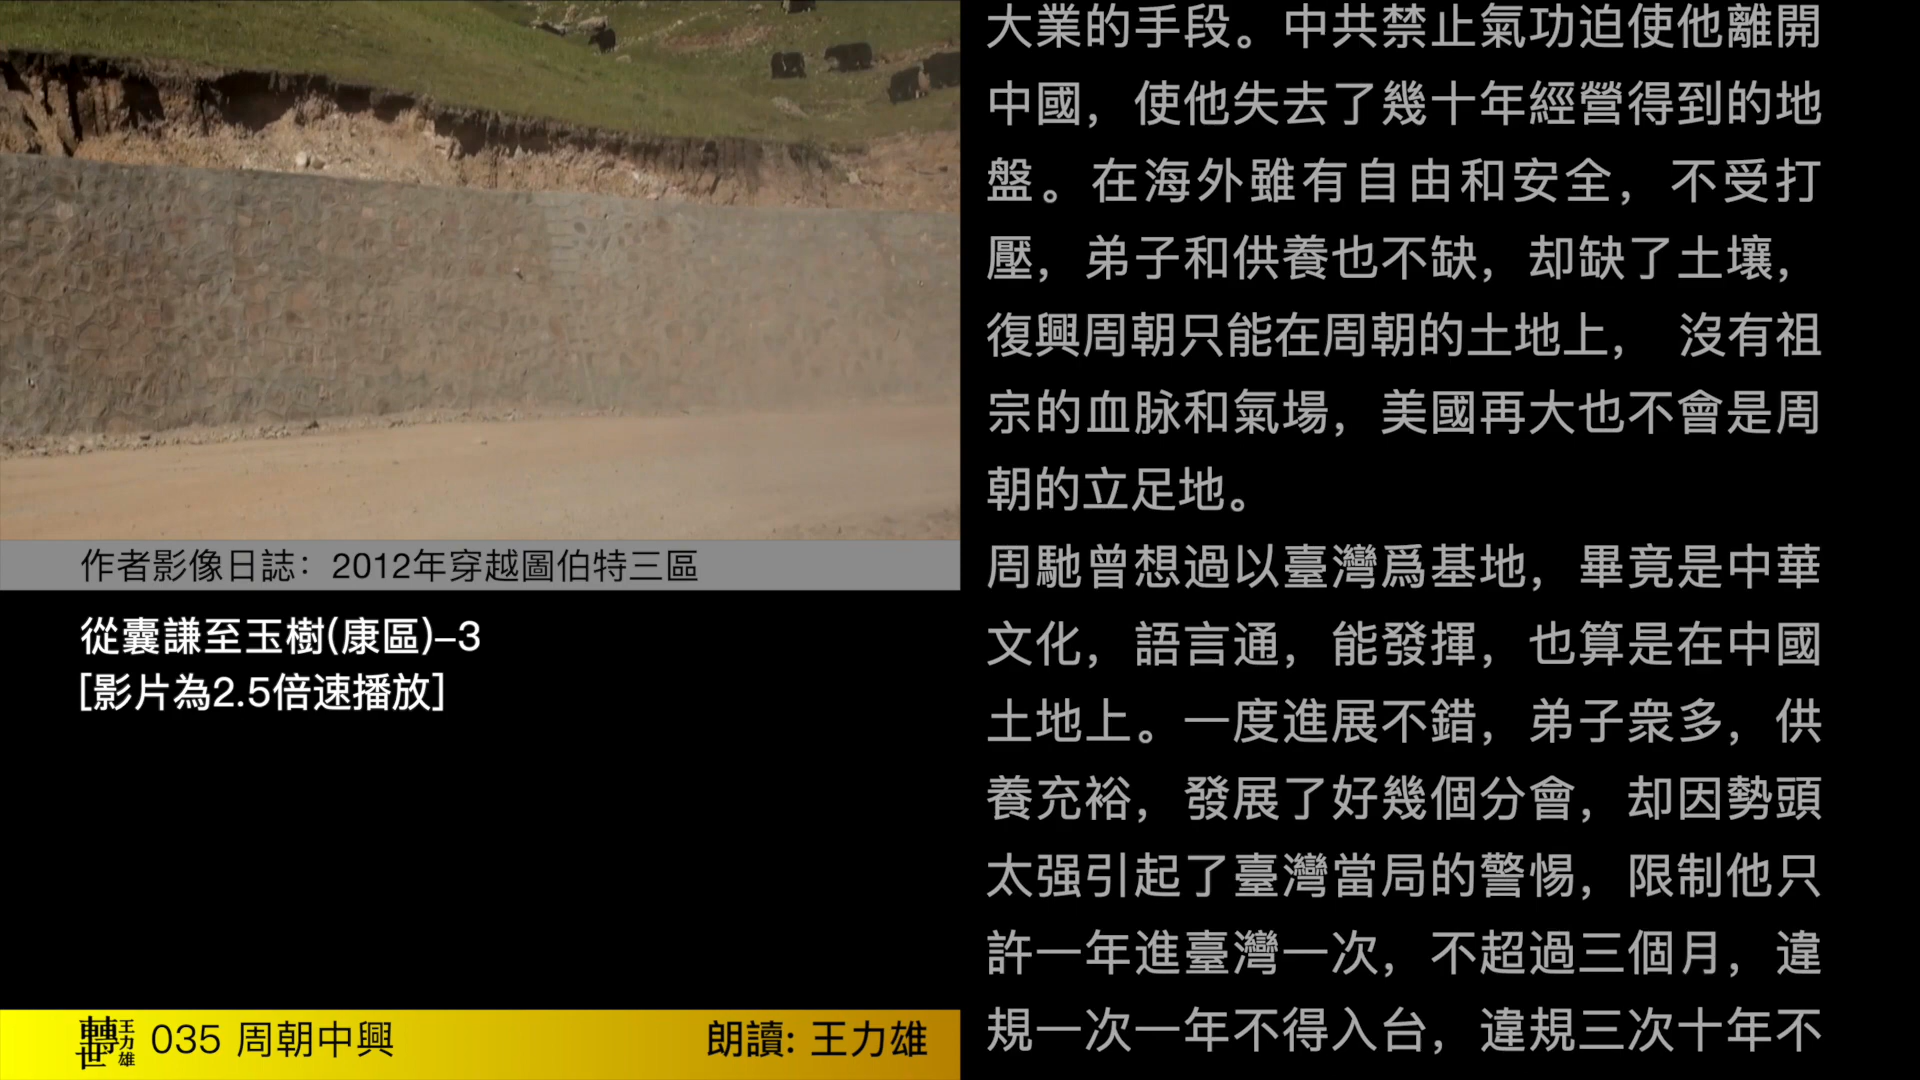 大業的手段。中共禁止氣功迫使他離開
中國，使他失去了幾十年經營得到的地
盤。在海外雖有自由和安全，不受打
壓，弟子和供養也不缺，却缺了土壤，
復興周朝只能在周朝的土地上， 沒有祖
宗的血脉和氣場，美國再大也不會是周
朝的立足地。
周馳曾想過以臺灣爲基地，畢竟是中華
文化，語言通，能發揮，也算是在中國
土地上。一度進展不錯，弟子衆多，供
養充裕，發展了好幾個分會，却因勢頭
太强引起了臺灣當局的警惕，限制他只
許一年進臺灣一次，不超過三個月，違
規一次一年不得入台，違規三次十年不
作者影像日誌：2012年穿越圖伯特三區
從囊謙至玉樹(康區)–3
[影片為2.5倍速播放]
轉世
王力雄
035 周朝中興
朗讀: 王力雄